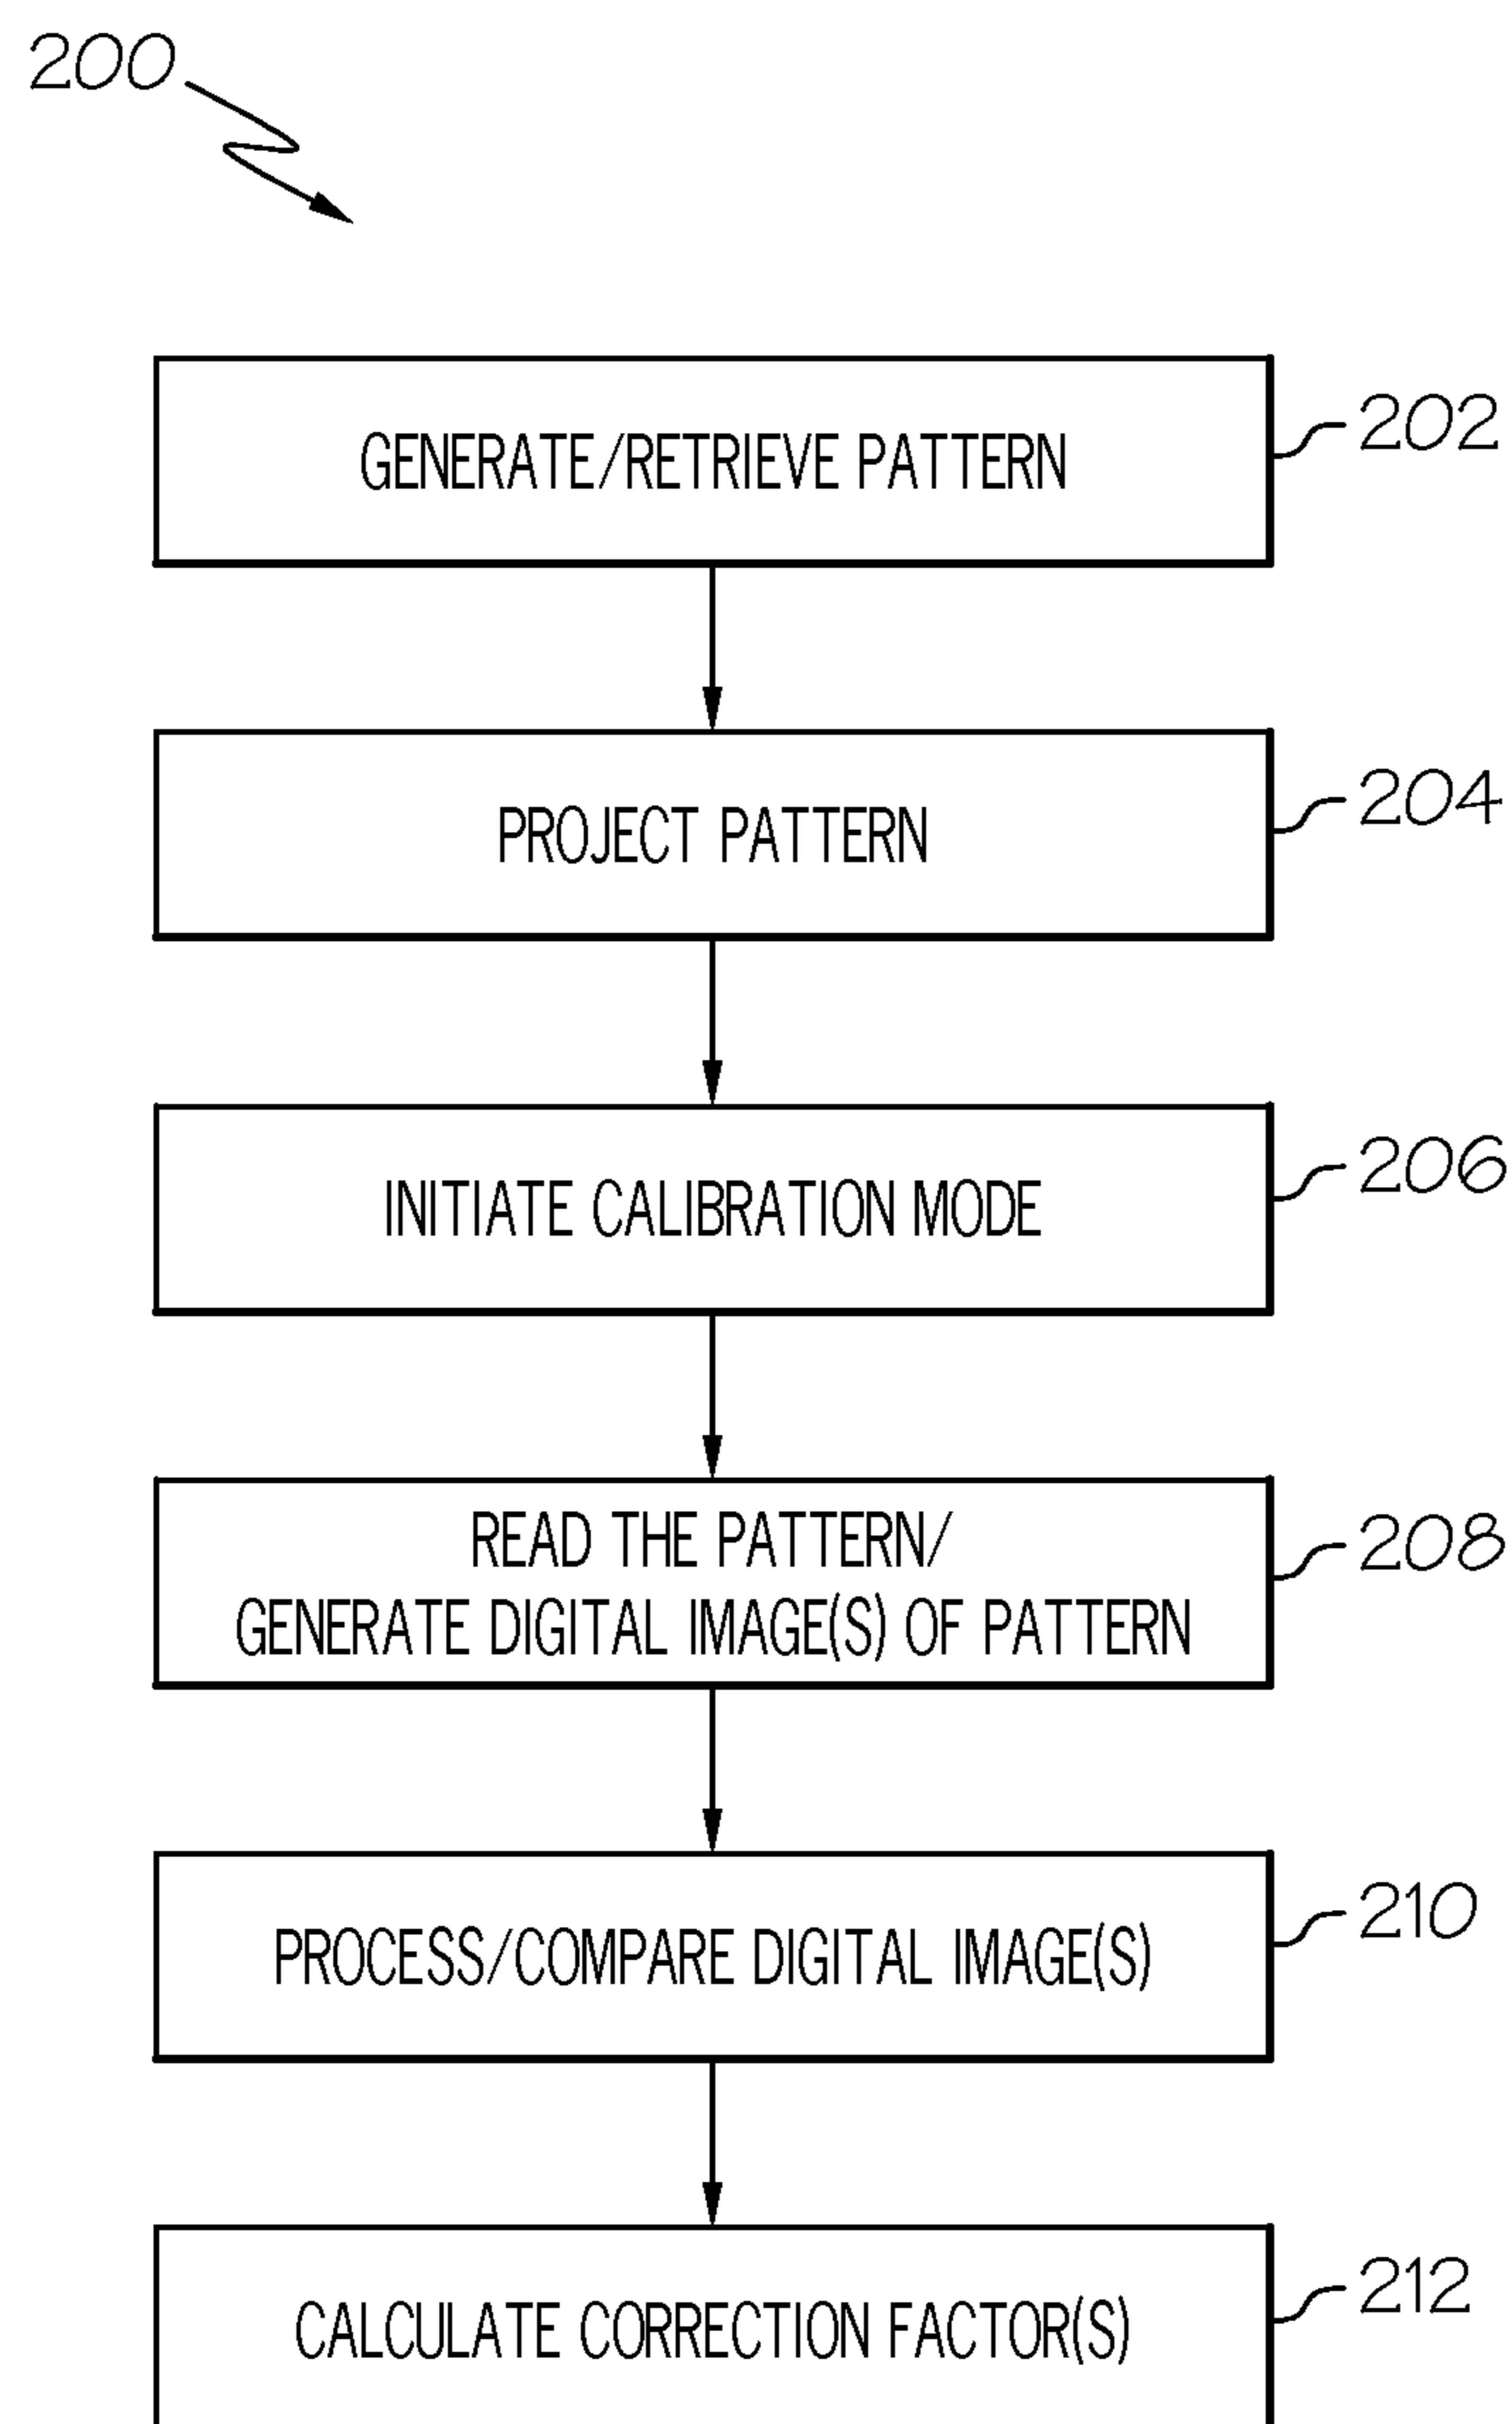 200
GENERATE/RETRIEVE PATTERN
202
PROJECT PATTERN
204
INITIATE CALIBRATION MODE
206
READ THE PATTERN/
GENERATE DIGITAL IMAGE(S) OF PATTERN
208
PROCESS/COMPARE DIGITAL IMAGE(S)
210
CALCULATE CORRECTION FACTOR(S)
212